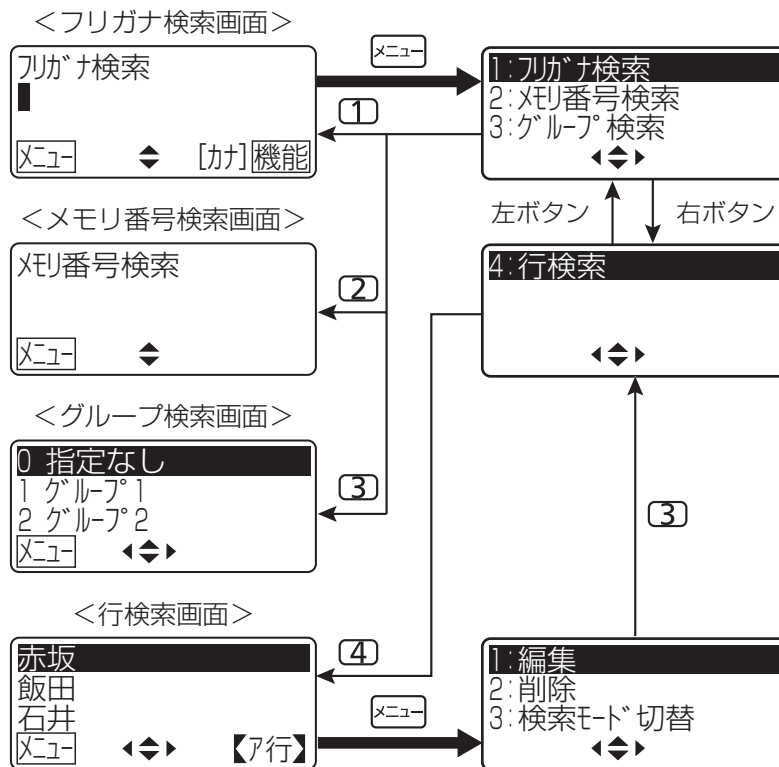 ＜フリガナ検索画面＞
ﾌﾘｶﾞﾅ検索
ﾒﾆｭｰ [ｶﾅ] 機能
メニュー
1:ﾌﾘｶﾞﾅ検索
2:ﾒﾓﾘ番号検索
3:ｸﾞﾙｰﾌﾟ検索
1
左ボタン 右ボタン
＜メモリ番号検索画面＞
ﾒﾓﾘ番号検索
ﾒﾆｭｰ
2
4:行検索
＜グループ検索画面＞
0 指定なし
1 ｸﾞﾙｰﾌﾟ1
2 ｸﾞﾙｰﾌﾟ2
ﾒﾆｭｰ
3
3
＜行検索画面＞
赤坂
飯田
石井
ﾒﾆｭｰ 【ｱ行】
4
メニュー
1:編集
2:削除
3:検索ﾓｰﾄﾞ切替